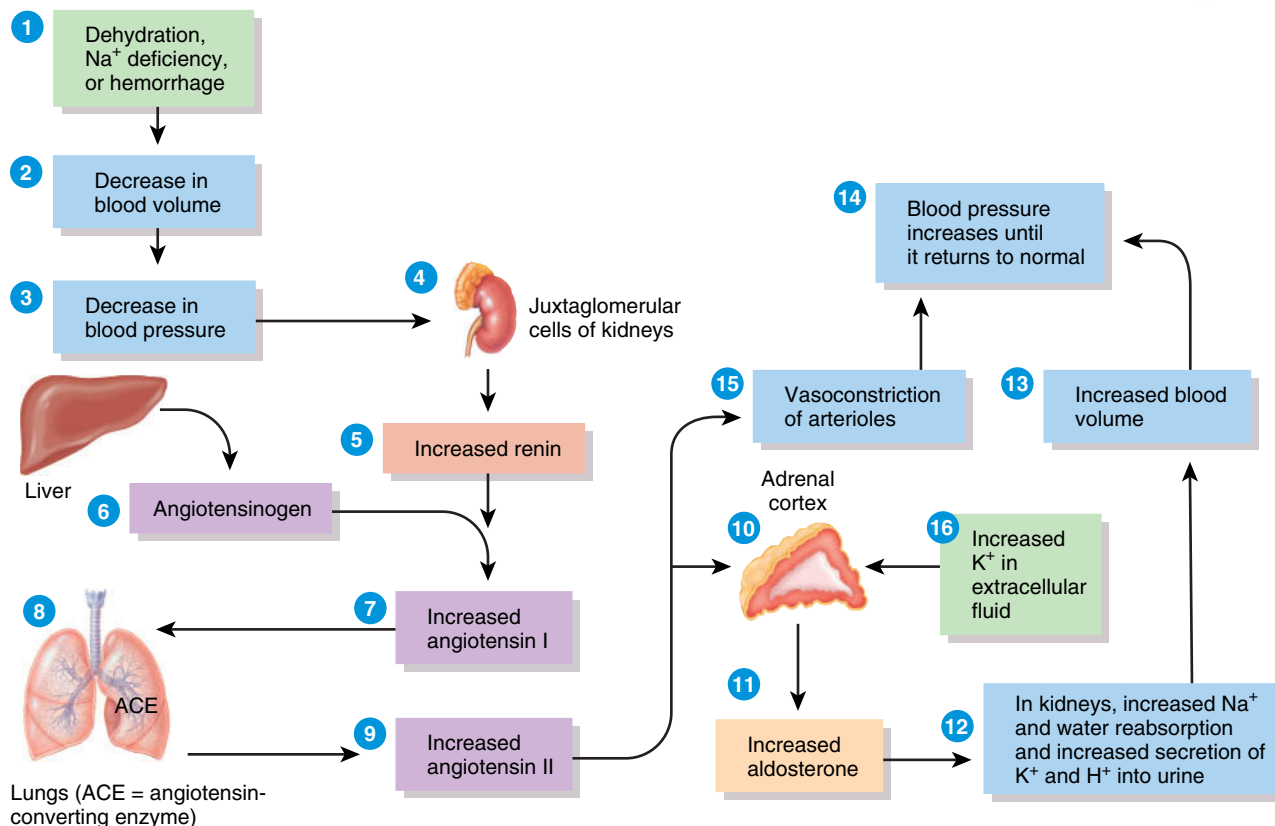 1
Dehydration,
Na+ deficiency,
or hemorrhage
2
Decrease in
blood volume
3
Decrease in
blood pressure
4
Juxtaglomerular
cells of kidneys
5
Increased renin
Liver
6
Angiotensinogen
7
Increased
angiotensin I
8
ACE
Lungs (ACE = angiotensin-
converting enzyme)
9
Increased
angiotensin II
10
Adrenal
cortex
11
Increased
aldosterone
12
In kidneys, increased Na+
and water reabsorption
and increased secretion of
K+ and H+ into urine
13
Increased blood
volume
14
Blood pressure
increases until
it returns to normal
15
Vasoconstriction
of arterioles
16
Increased
K+ in
extracellular
fluid